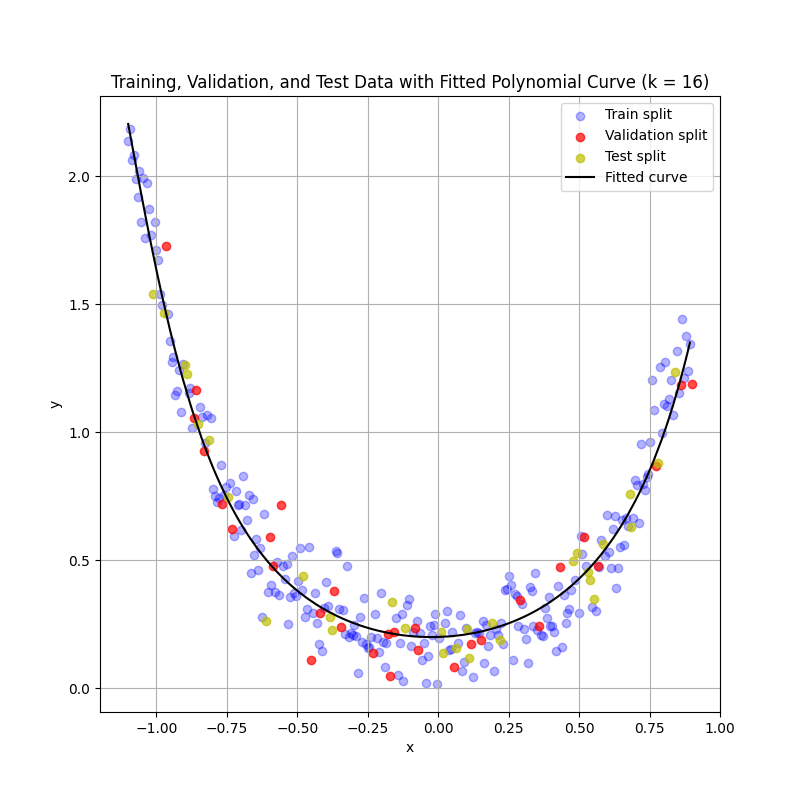 Training, Validation, and Test Data with Fitted Polynomial Curve (k = 16)
Train split
Validation split
Test split
Fitted curve
y
2.0
1.5
1.0
0.5
0.0
−1.00 −0.75 −0.50 −0.25 0.00 0.25 0.50 0.75 1.00
x